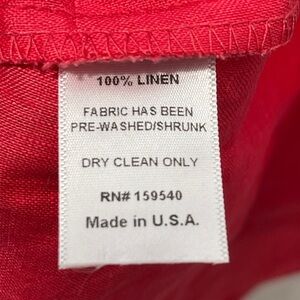 100% LINEN
FABRIC HAS BEEN
PRE-WASHED/SHRUNK
DRY CLEAN ONLY
RN# 159540
Made in U.S.A.